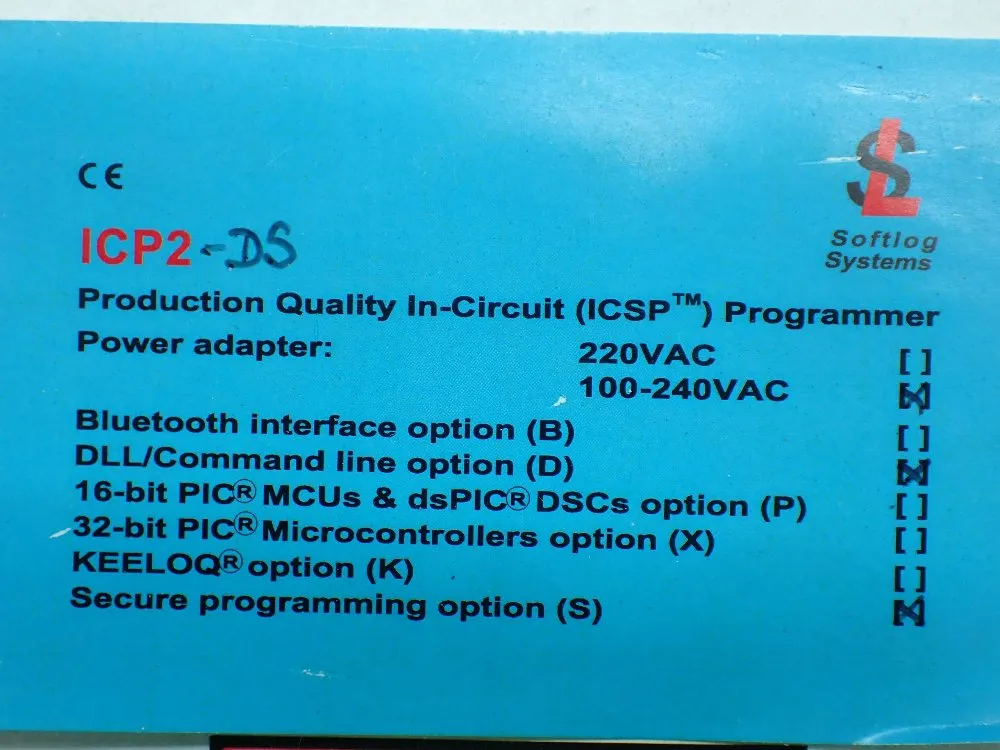 CE
SL
Softlog
Systems
ICP2 -DS
Production Quality In-Circuit (ICSP™) Programmer
Power adapter: 220VAC [ ]
100-240VAC [X]
Bluetooth interface option (B) [ ]
DLL/Command line option (D) [X]
16-bit PIC® MCUs & dsPIC® DSCs option (P) [ ]
32-bit PIC® Microcontrollers option (X) [ ]
KEELOQ® option (K) [ ]
Secure programming option (S) [X]